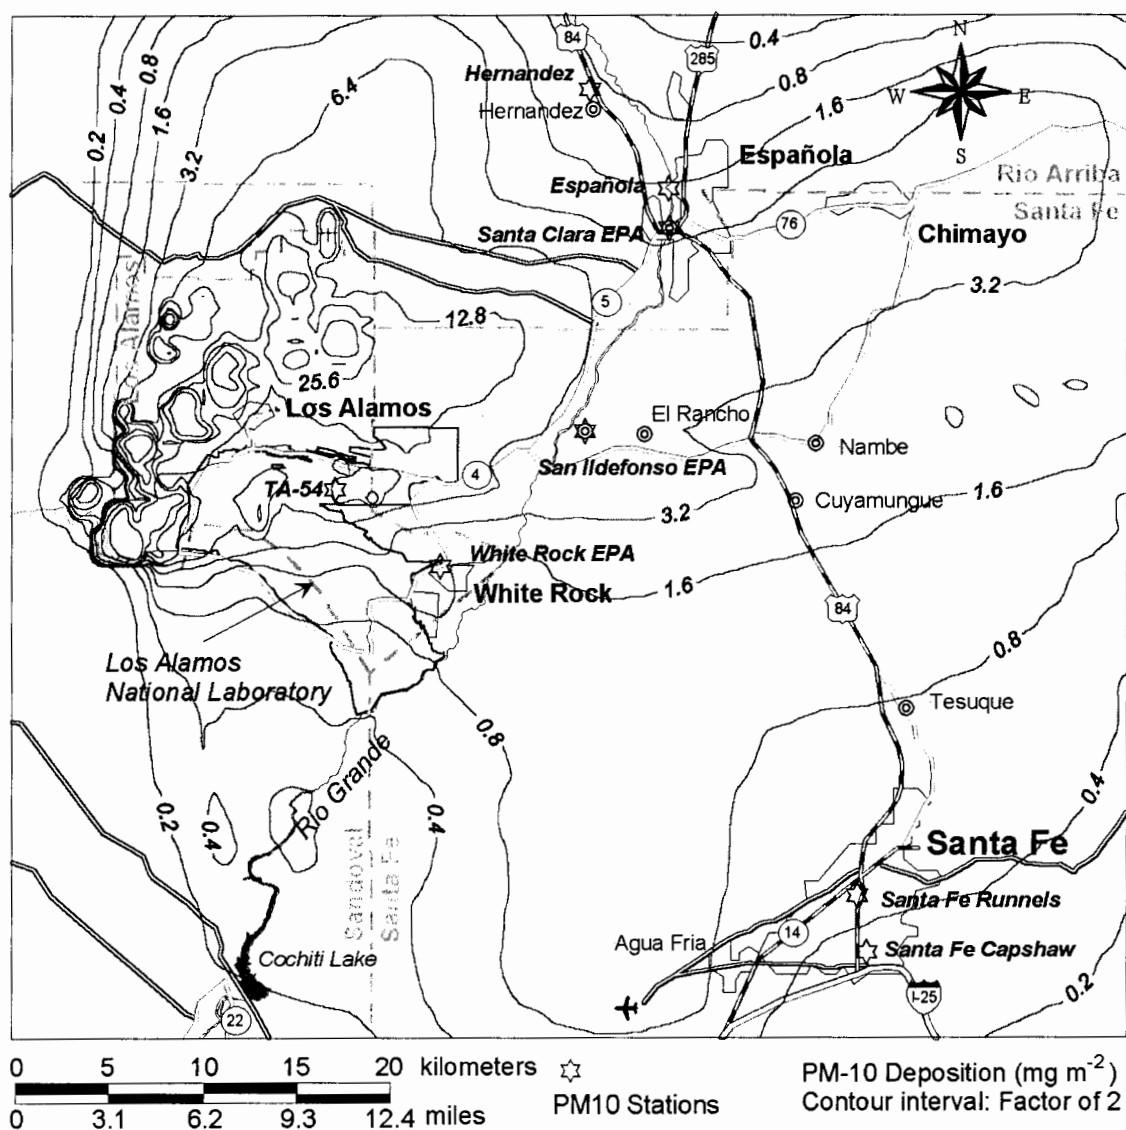 84
285
0.4
N
0.8
W
E
1.6
S
Hernandez
Hernandez
6.4
0.8
0.4
0.2
1.6
3.2
Española
Española
Rio Arriba
Santa Fe
Santa Clara EPA
76
Chimayo
3.2
5
12.8
Los Alamos
25.6
Los Alamos
El Rancho
Nambe
San Ildefonso EPA
4
TA-54
1.6
Cuyamungue
3.2
White Rock EPA
White Rock
1.6
84
0.8
Los Alamos
National Laboratory
Tesuque
0.8
Rio Grande
0.2
0.4
0.4
0.4
Sandoval
Santa Fe
Santa Fe
Santa Fe Runnels
14
Agua Fria
Santa Fe Capshaw
Cochiti Lake
0.2
I-25
22
0 5 10 15 20 kilometers
0 3.1 6.2 9.3 12.4 miles
PM10 Stations
PM-10 Deposition (mg m⁻²)
Contour interval: Factor of 2